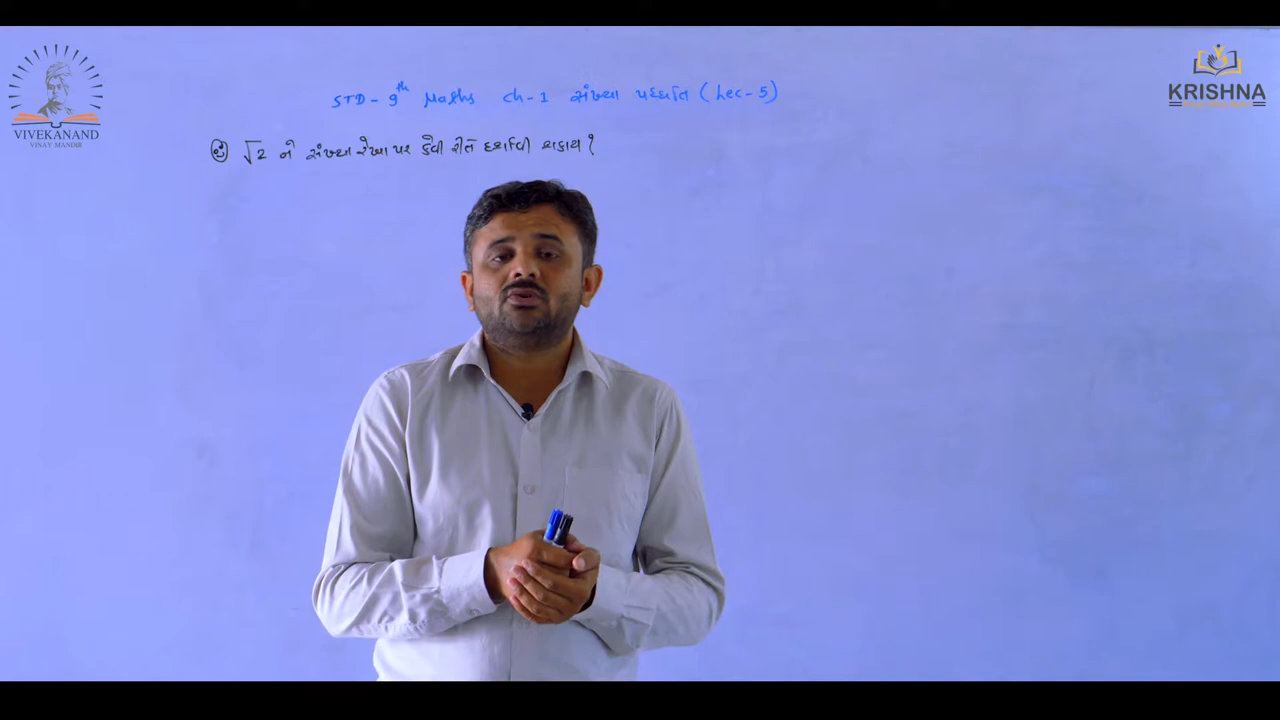 VIVEKANAND
VINAY MANDIR
KRISHNA
STD - 9th Maths Ch-1 સંખ્યા પદ્ધતિ (Lec-5)
√2 ને સંખ્યા રેખા પર કેવી રીતે દર્શાવી શકાય?